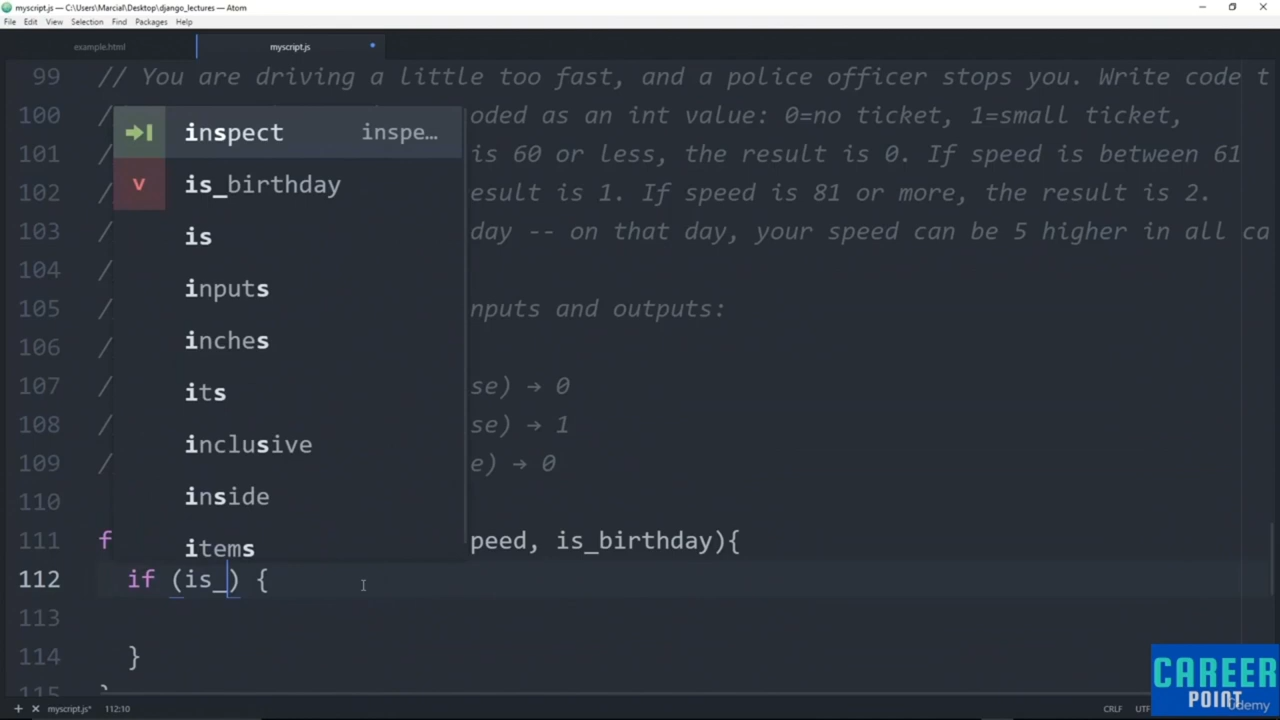 myscript.js — C:\Users\Marcial\Desktop\django_lectures — Atom
File Edit View Selection Find Packages Help
example.html myscript.js
99 // You are driving a little too fast, and a police officer stops you. Write code t
100 / oded as an int value: 0=no ticket, 1=small ticket,
101 / is 60 or less, the result is 0. If speed is between 61
102 / esult is 1. If speed is 81 or more, the result is 2.
103 / day -- on that day, your speed can be 5 higher in all ca
104 /
105 / nputs and outputs:
106 /
107 / se) → 0
108 / se) → 1
109 / e) → 0
110
111 f peed, is_birthday){
112 if (is_) {
113
114 }
115 }
inspect inspe…
v is_birthday
is
inputs
inches
its
inclusive
inside
items
+ × myscript.js* 112:10 CRLF UTF
CAREER
POINT
Udemy